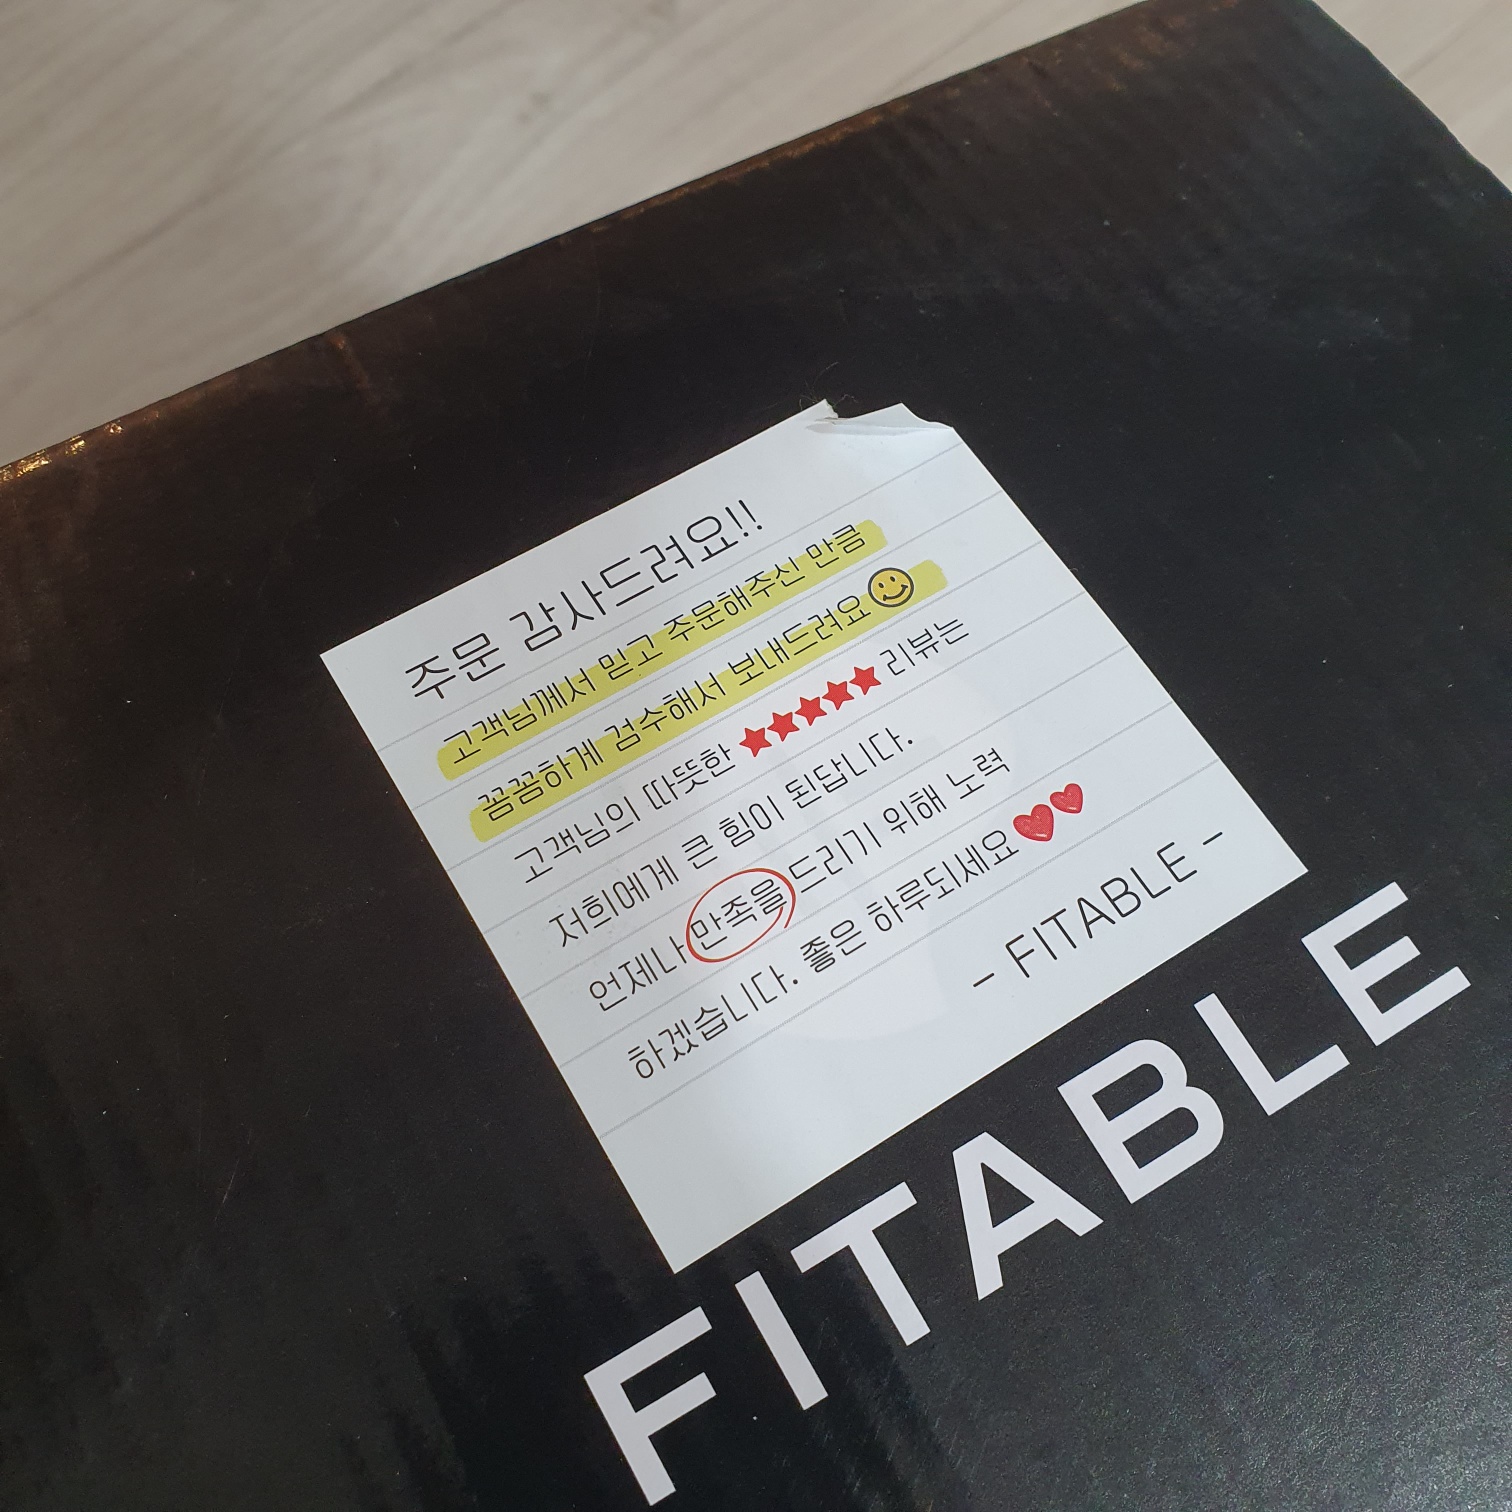 주문 감사드려요!!
고객님께서 믿고 주문해주신 만큼
꼼꼼하게 검수해서 보내드려요
고객님의 따뜻한 ★★★★★ 리뷰는
저희에게 큰 힘이 된답니다.
언제나 만족을 드리기 위해 노력
하겠습니다. 좋은 하루되세요
- FITABLE -
FITABLE